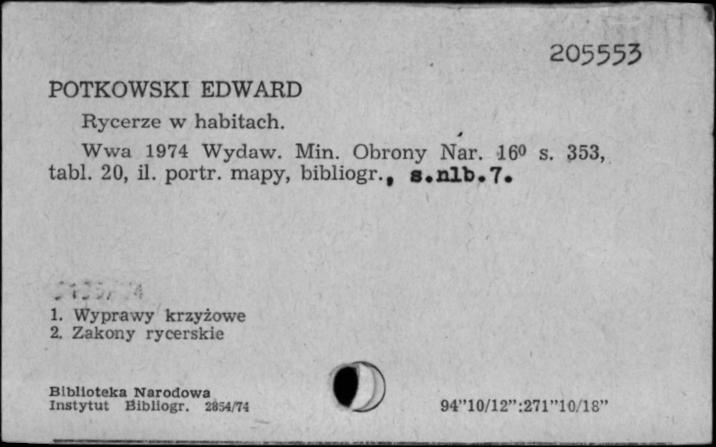 205553
POTKOWSKI EDWARD
Rycerze w habitach.
Wwa 1974 Wydaw. Min. Obrony Nar. 16⁰ s. 353,
tabl. 20, il. portr. mapy, bibliogr., s.nlb.7.
1. Wyprawy krzyżowe
2. Zakony rycerskie
Biblioteka Narodowa
Instytut Bibliogr. 2854/74
94”10/12”:271”10/18”